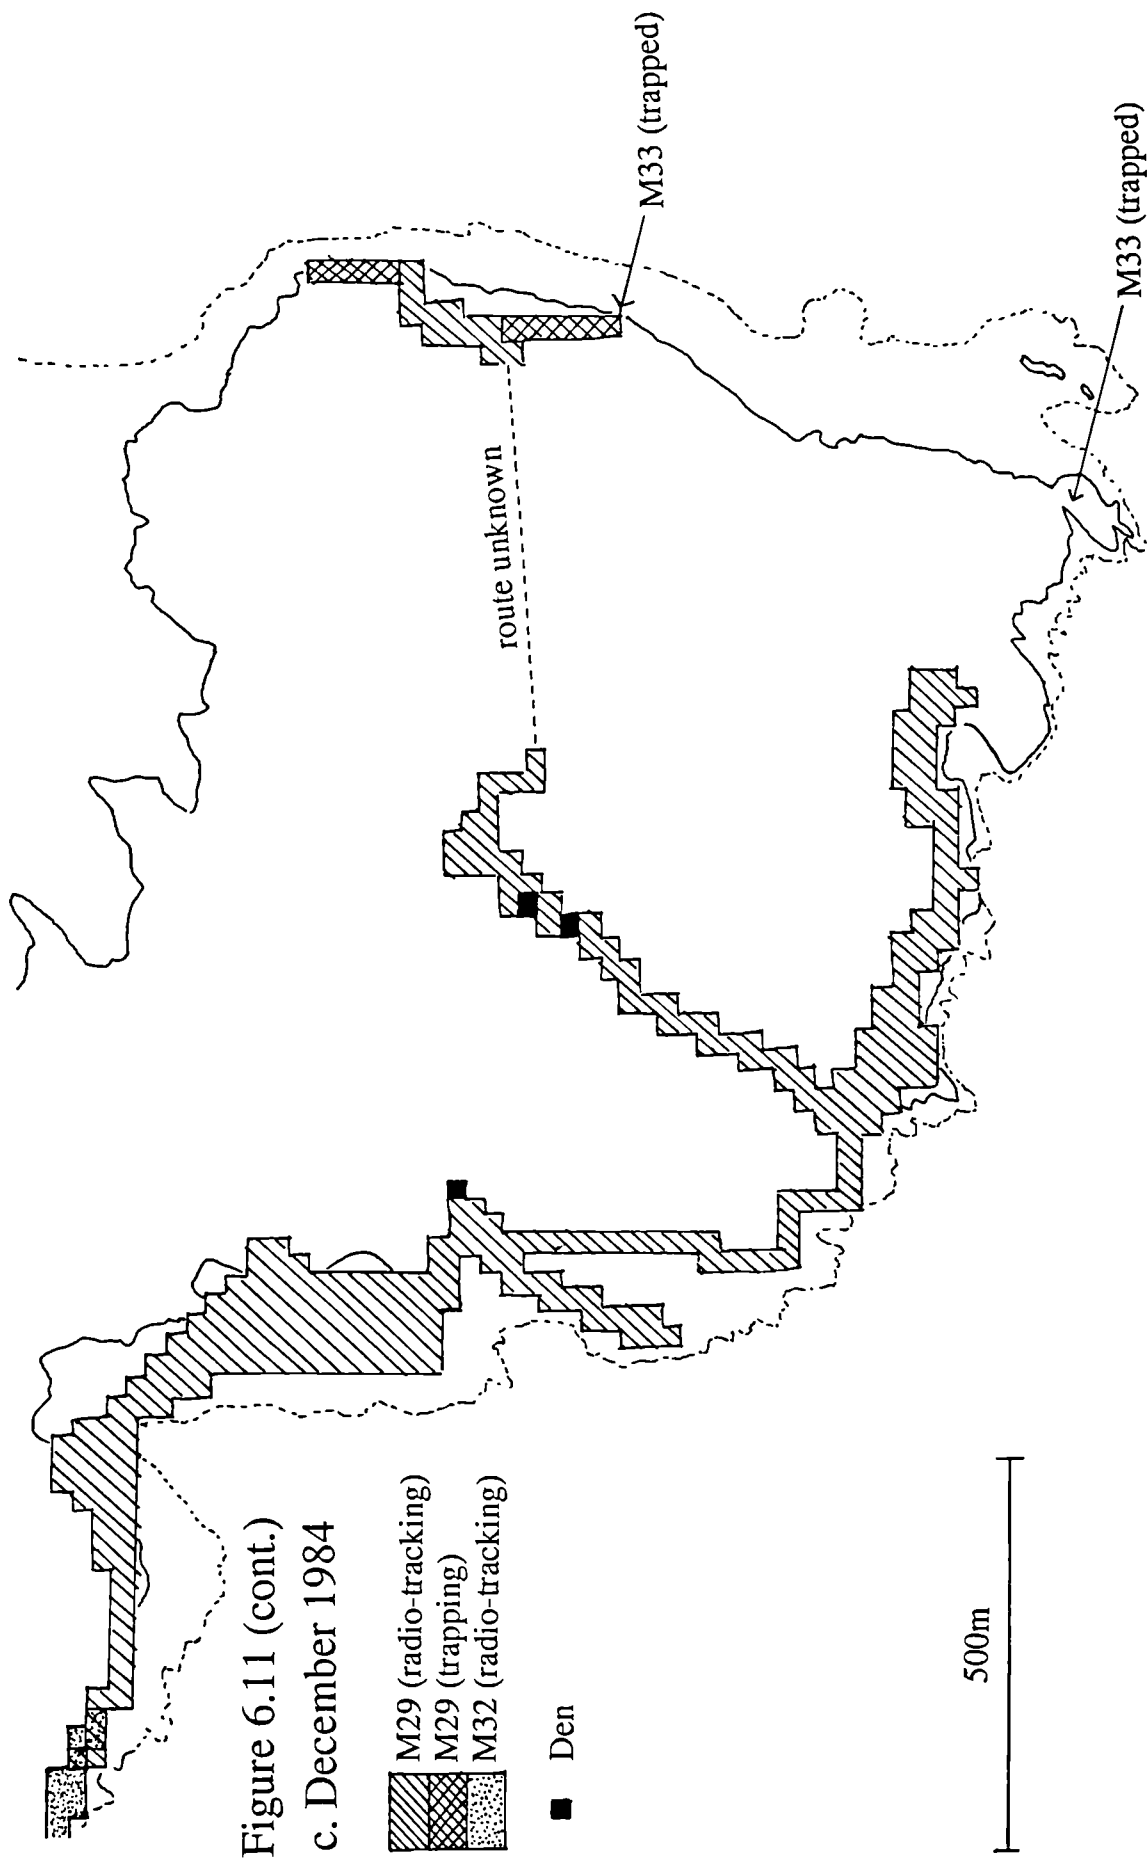 Figure 6.11 (cont.)
c. December 1984
M29 (radio-tracking)
M29 (trapping)
M32 (radio-tracking)
Den
500m
route unknown
M33 (trapped)
M33 (trapped)